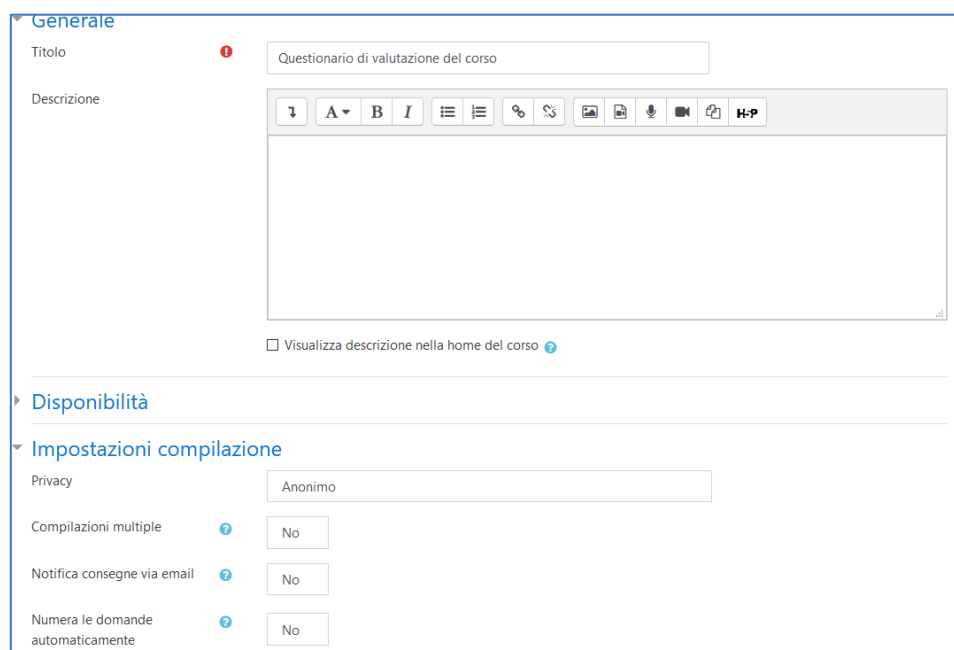 Generale
Titolo
Questionario di valutazione del corso
Descrizione
A B I H-P
Visualizza descrizione nella home del corso
Disponibilità
Impostazioni compilazione
Privacy
Anonimo
Compilazioni multiple
No
Notifica consegne via email
No
Numera le domande
automaticamente
No